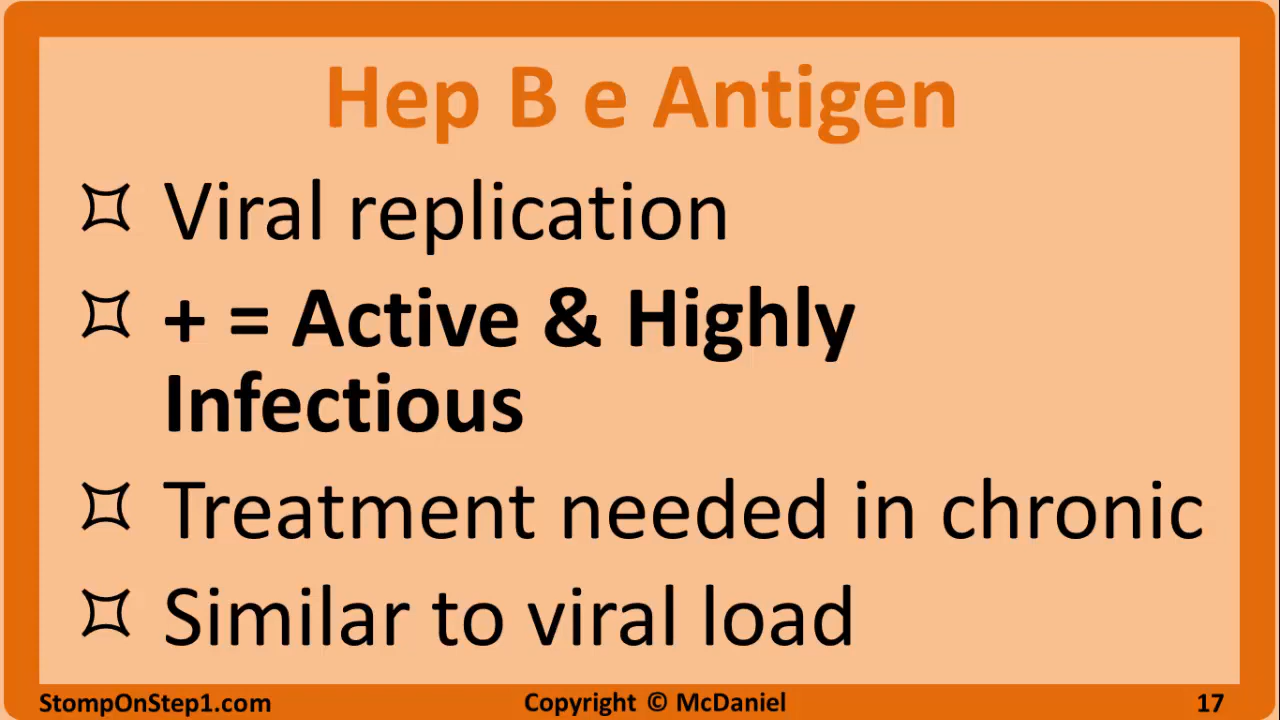 Hep B e Antigen
Viral replication
+ = Active & Highly
Infectious
Treatment needed in chronic
Similar to viral load
StompOnStep1.com
Copyright © McDaniel
17